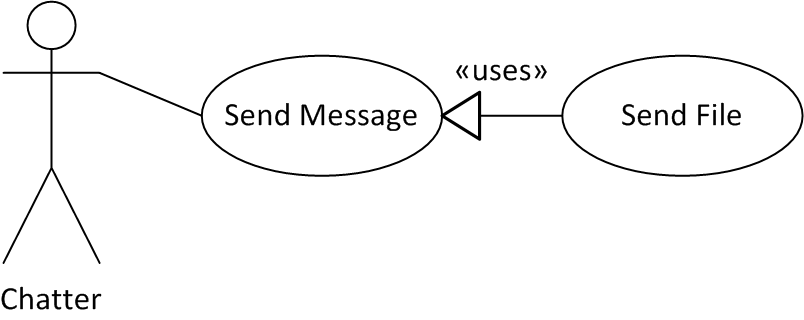 «uses»
Send Message
Send File
Chatter